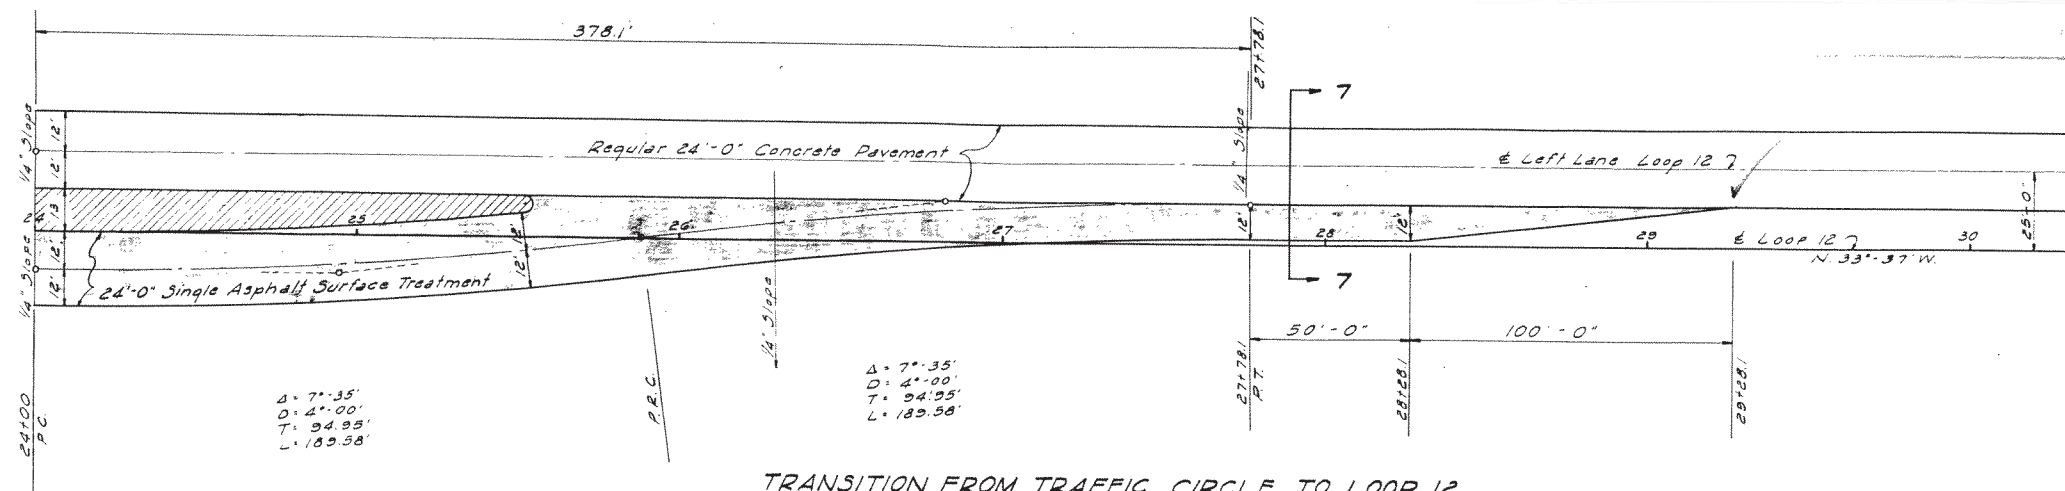 378.1'
27+78.1
7
1/4" Slope
12'
12'
Regular 24'-0" Concrete Pavement
1/4" Slope
℄ Left Lane Loop 12
25'-0"
13
25
26
27
28
29
30
12'
12'
12'
12'
℄ Loop 12
N. 33°-37' W.
1/4" Slope
12'
12'
24'-0" Single Asphalt Surface Treatment
1/4" Slope
7
50'-0"
100'-0"
24+00
P.C.
Δ = 7°-35'
D = 4°-00'
T = 94.95'
L = 189.58'
P.R.C.
Δ = 7°-35'
D = 4°-00'
T = 94.95'
L = 189.58'
27+78.1
P.T.
28+28.1
29+28.1
TRANSITION FROM TRAFFIC CIRCLE TO LOOP 12